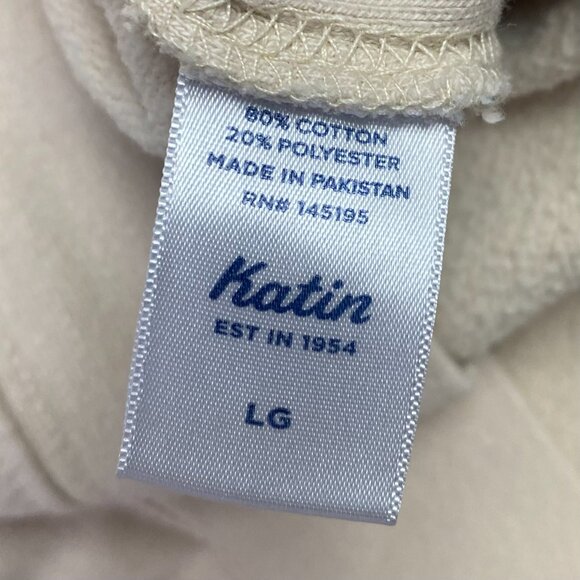 80% COTTON
20% POLYESTER
MADE IN PAKISTAN
RN# 145195
Katin
EST IN 1954
LG